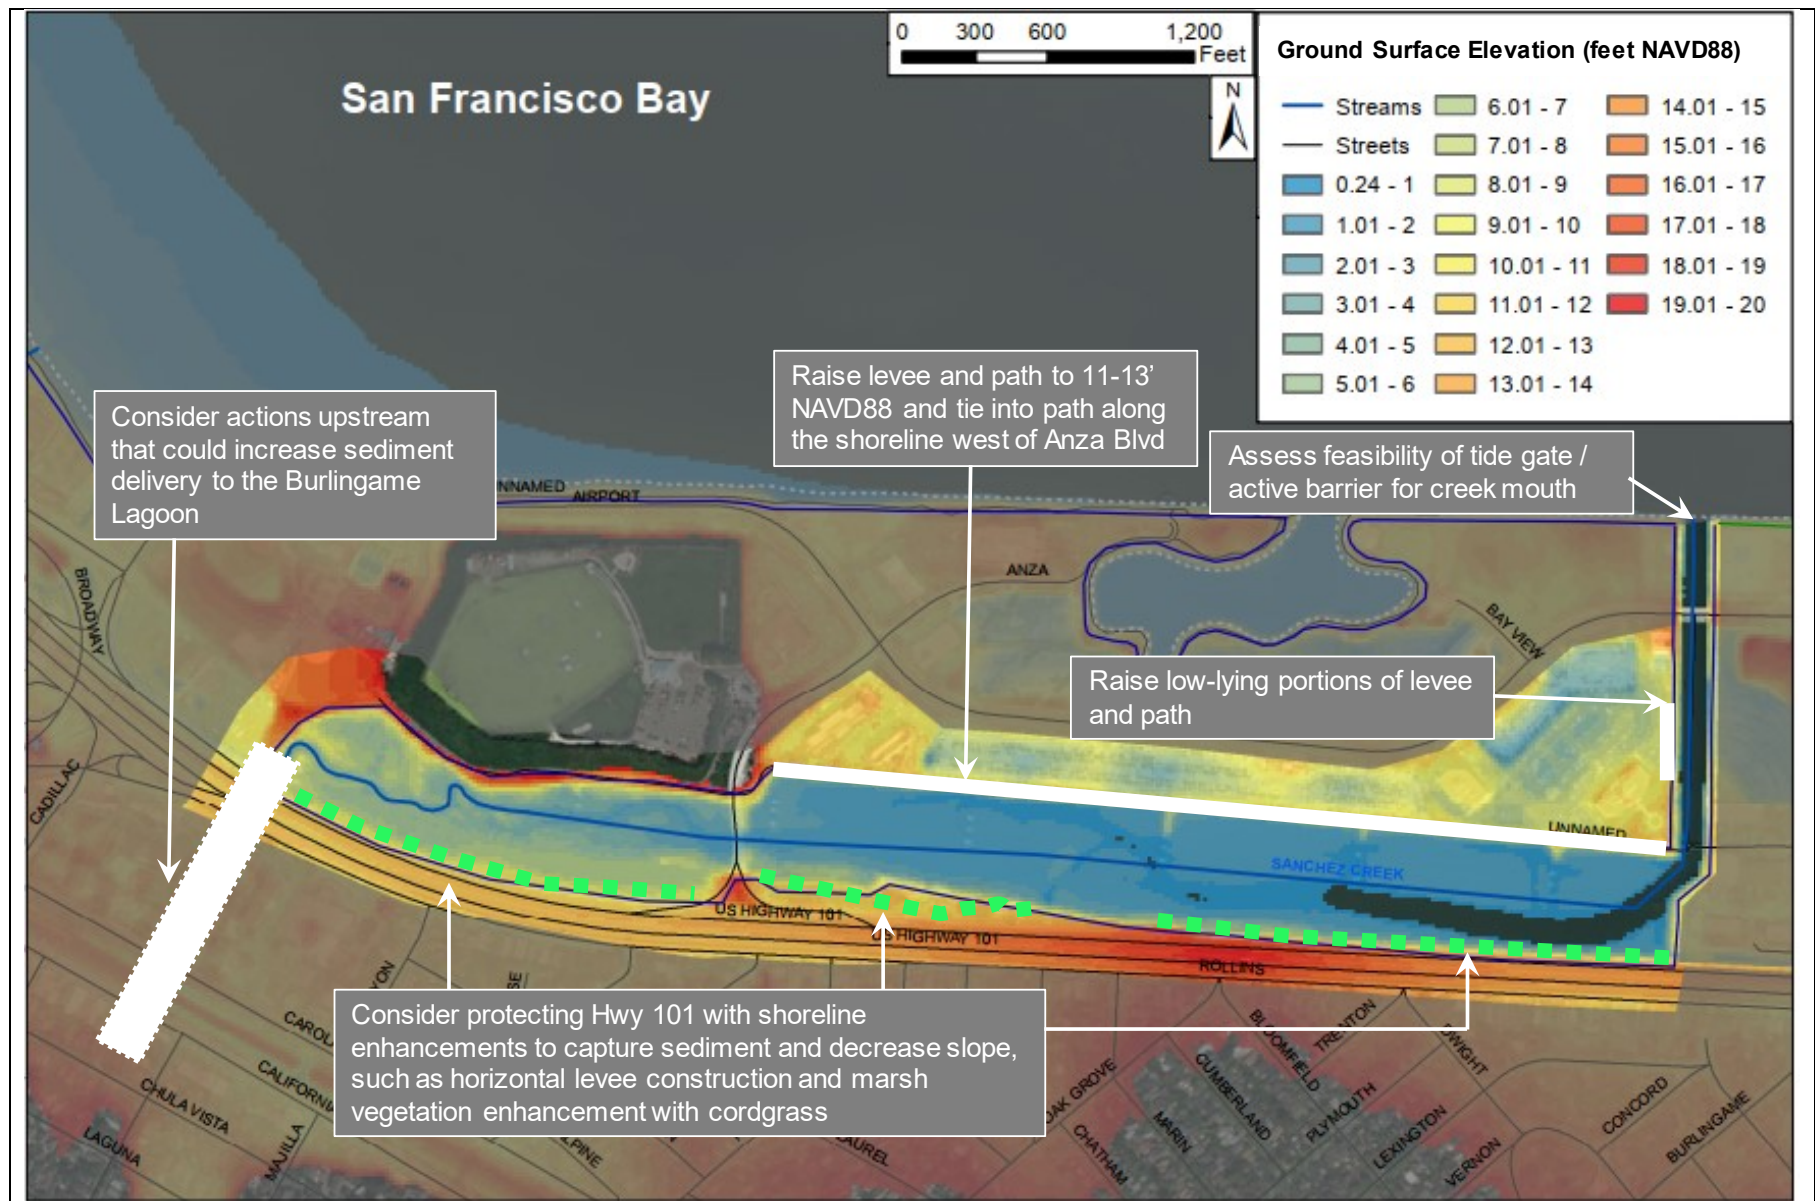 San Francisco Bay
0 300 600 1,200
Feet
N
Ground Surface Elevation (feet NAVD88)
Streams
Streets
0.24 - 1
1.01 - 2
2.01 - 3
3.01 - 4
4.01 - 5
5.01 - 6
6.01 - 7
7.01 - 8
8.01 - 9
9.01 - 10
10.01 - 11
11.01 - 12
12.01 - 13
13.01 - 14
14.01 - 15
15.01 - 16
16.01 - 17
17.01 - 18
18.01 - 19
19.01 - 20
Consider actions upstream
that could increase sediment
delivery to the Burlingame
Lagoon
Raise levee and path to 11-13’
NAVD88 and tie into path along
the shoreline west of Anza Blvd
Assess feasibility of tide gate /
active barrier for creek mouth
NNAMED
AIRPORT
ANZA
BAY VIEW
BROADWAY
Raise low-lying portions of levee
and path
CADILLAC
UNNAMED
SANCHEZ CREEK
US HIGHWAY 101
US HIGHWAY 101
ROLLINS
Consider protecting Hwy 101 with shoreline
enhancements to capture sediment and decrease slope,
such as horizontal levee construction and marsh
vegetation enhancement with cordgrass
YON
SE
CAROL
CALIFORNIA
CHULA VISTA
LAGUNA
MAJILLA
LPINE
LAUREL
OAK GROVE
CHATHAM
MARIN
CUMBERLAND
BLOOMFIELD
TRENTON
PLYMOUTH
DWIGHT
LEXINGTON
VERNON
CONCORD
BURLINGAME